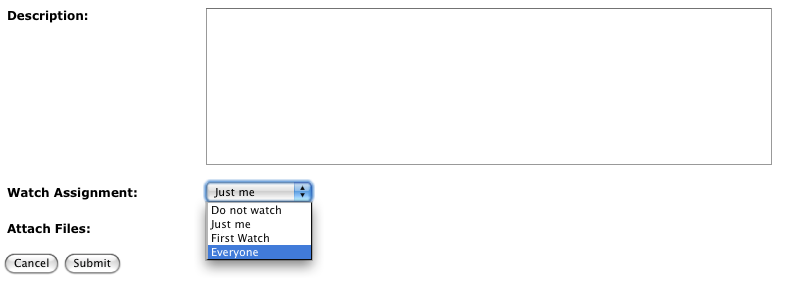 Description:
Watch Assignment: Just me
Do not watch
Just me
Attach Files:
First Watch
Everyone
Cancel Submit